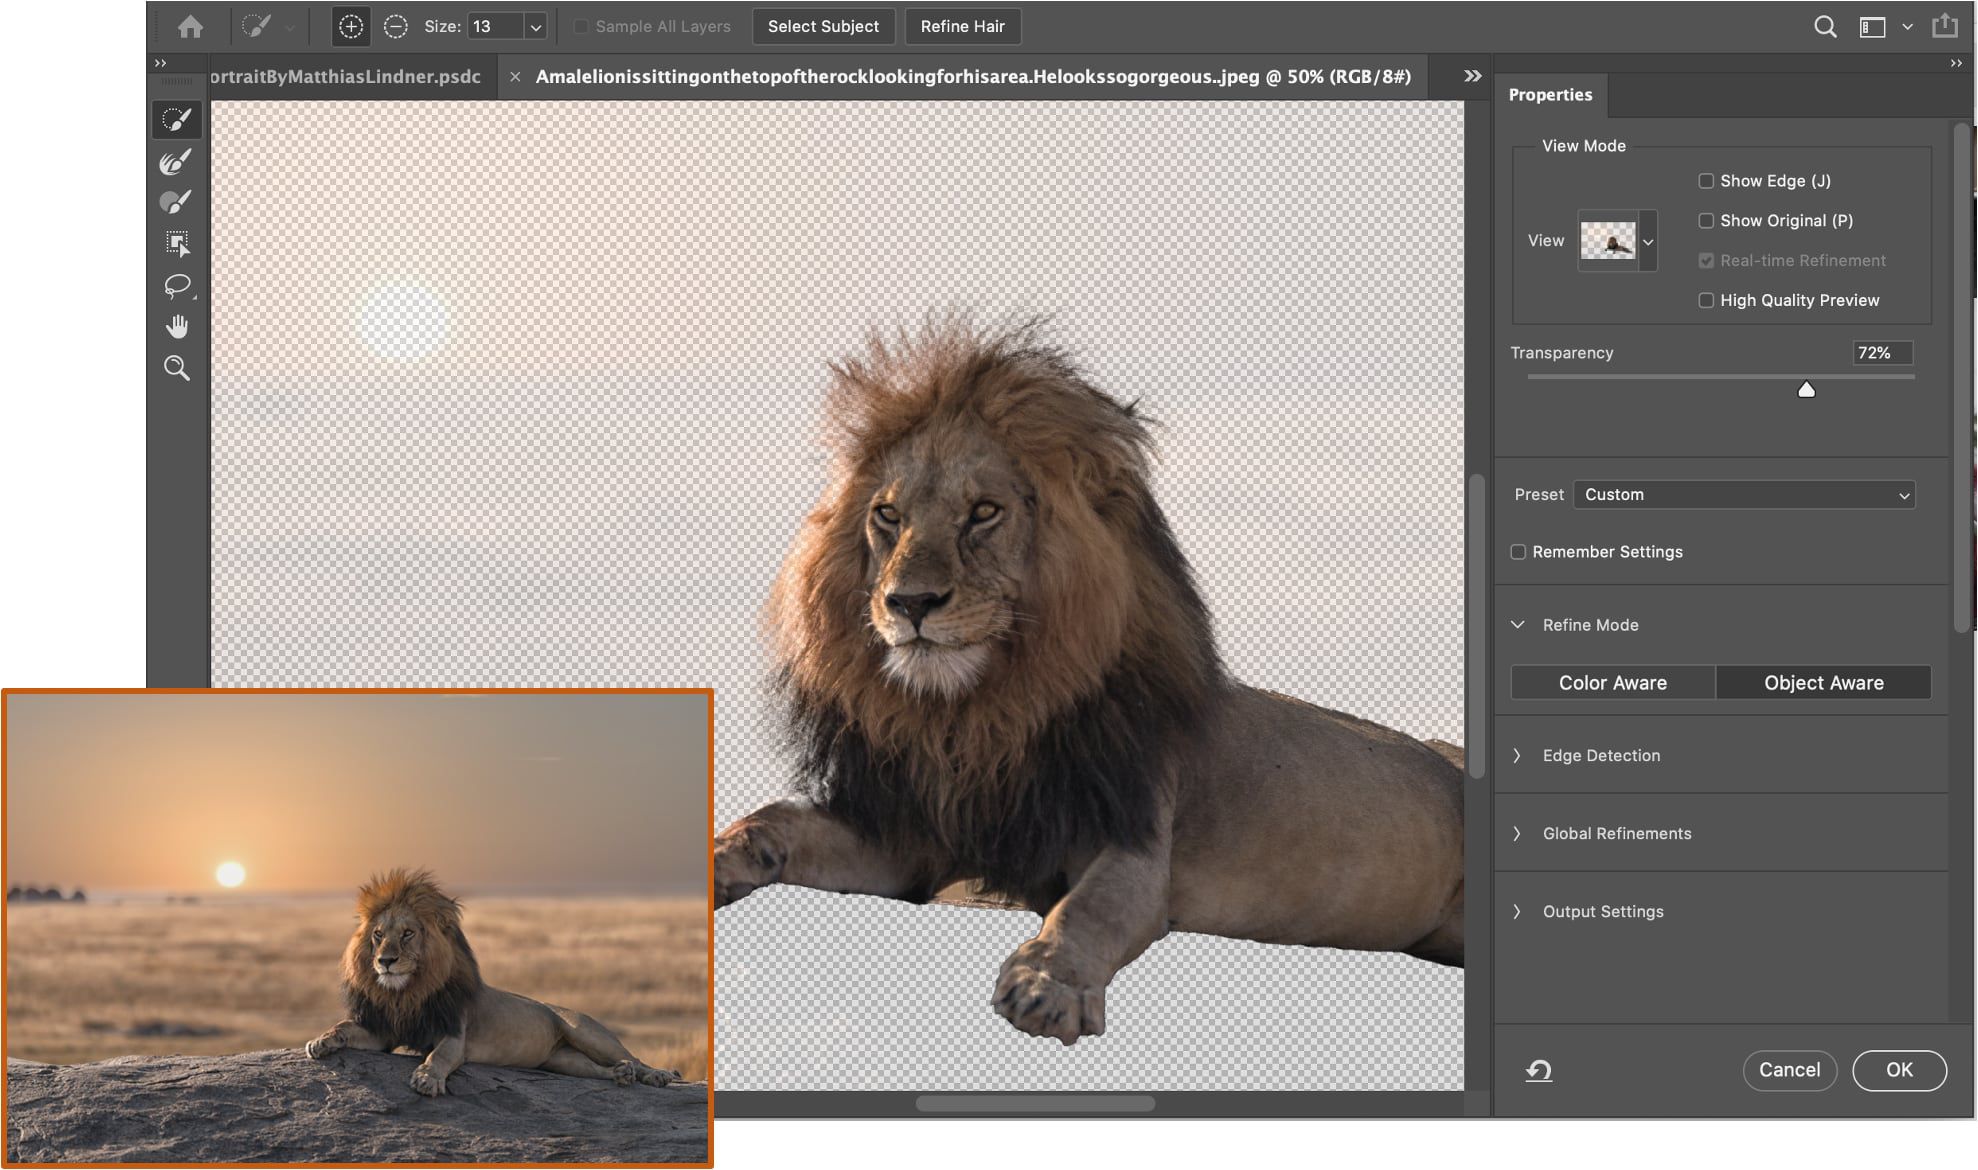 Size: 13
Sample All Layers
Select Subject
Refine Hair
ortraitByMatthiasLindner.psdc
Amalelionissittingonthetopoftherocklookingforhisarea.Helookssogorgeous..jpeg @ 50% (RGB/8#)
Properties
View Mode
Show Edge (J)
Show Original (P)
View
Real-time Refinement
High Quality Preview
Transparency
72%
Preset
Custom
Remember Settings
Refine Mode
Color Aware
Object Aware
Edge Detection
Global Refinements
Output Settings
Cancel
OK